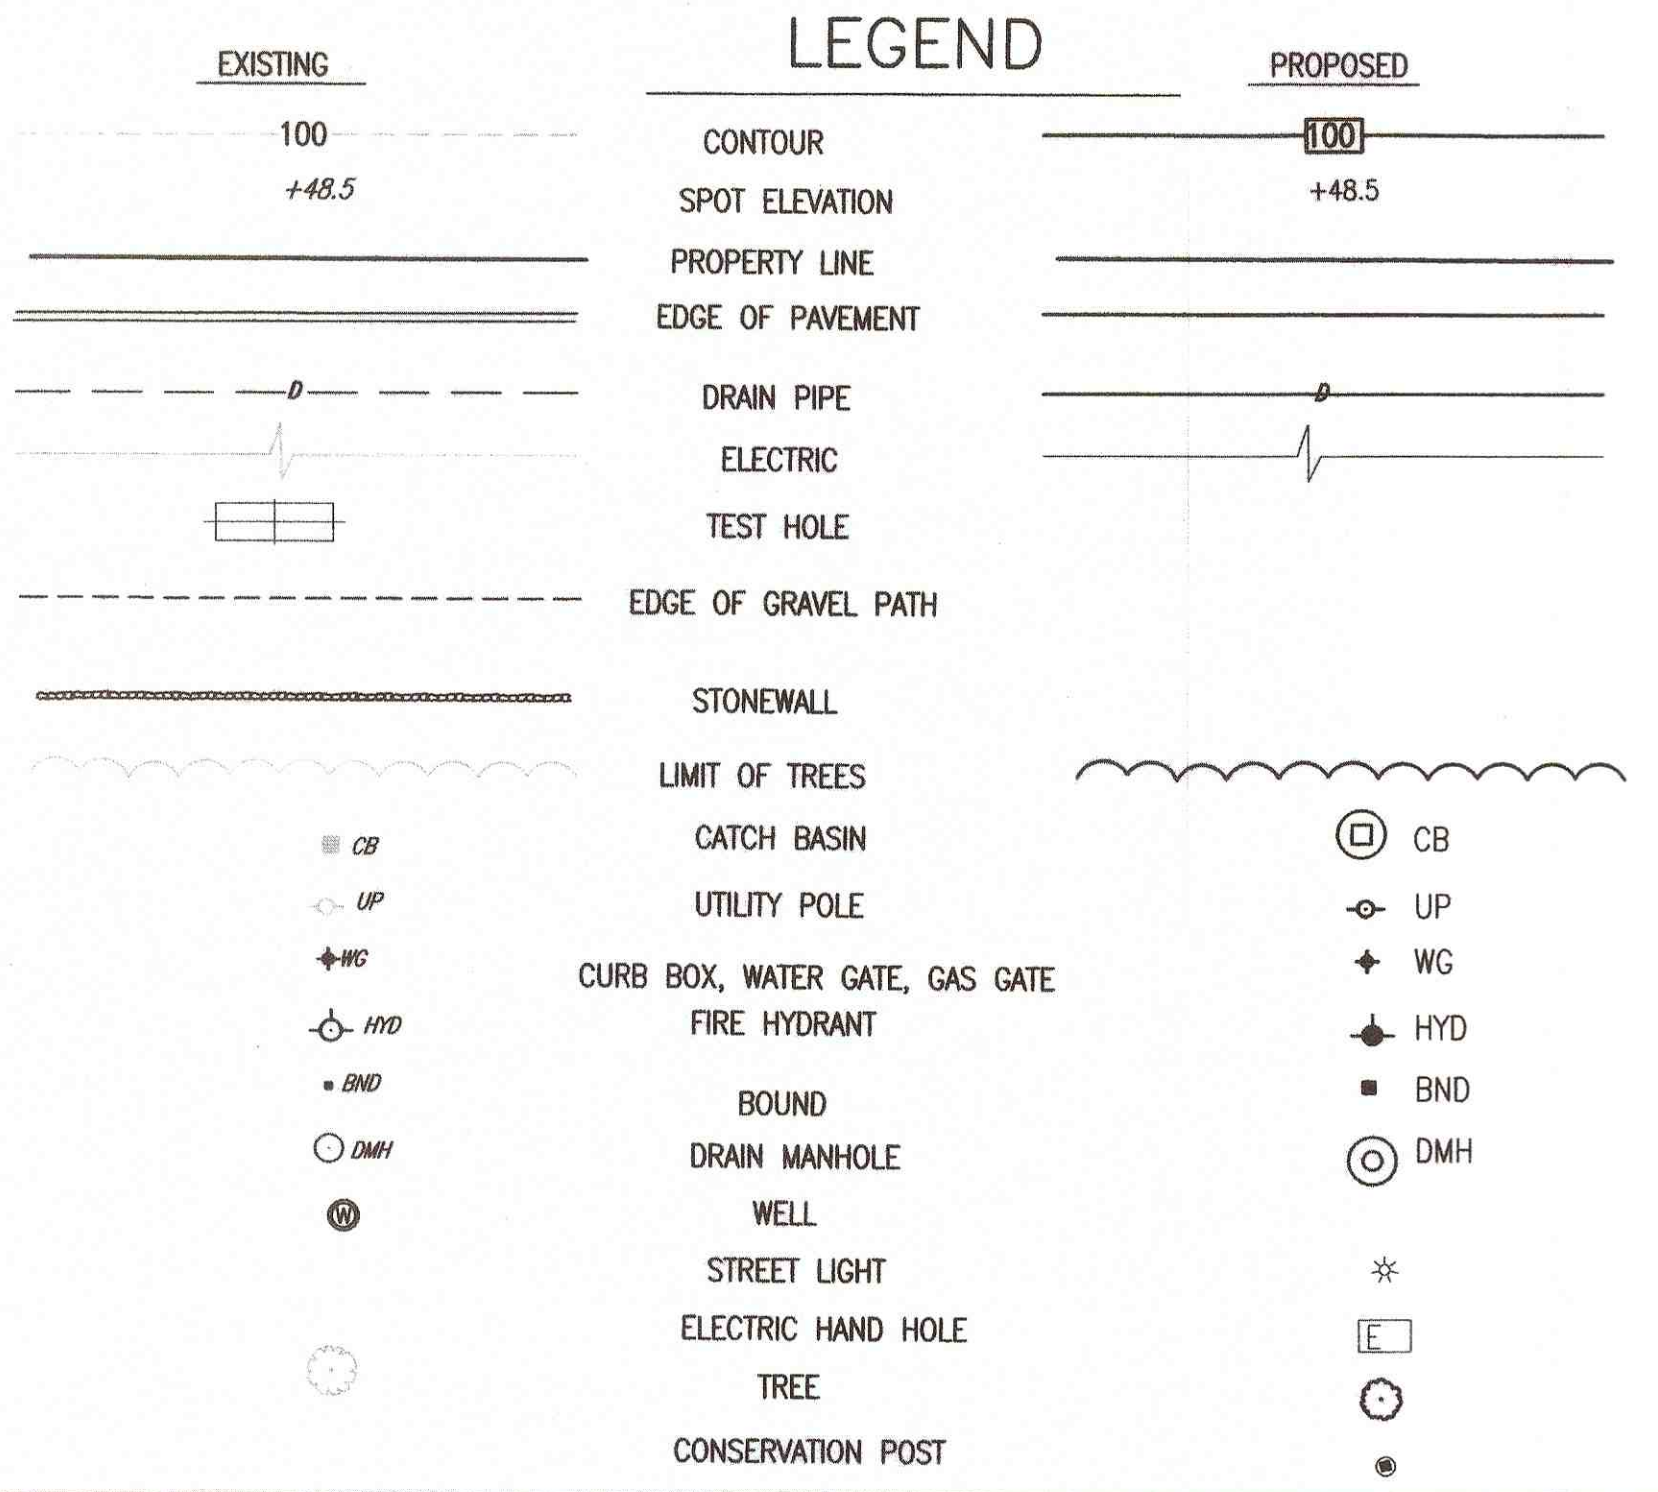 LEGEND
EXISTING PROPOSED
100 CONTOUR 100
+48.5 SPOT ELEVATION +48.5
PROPERTY LINE
EDGE OF PAVEMENT
D DRAIN PIPE D
ELECTRIC
TEST HOLE
EDGE OF GRAVEL PATH
STONEWALL
LIMIT OF TREES
CB CATCH BASIN CB
UP UTILITY POLE UP
WG CURB BOX, WATER GATE, GAS GATE WG
HYD FIRE HYDRANT HYD
BND BOUND BND
DMH DRAIN MANHOLE DMH
W WELL
STREET LIGHT
ELECTRIC HAND HOLE E
TREE
CONSERVATION POST